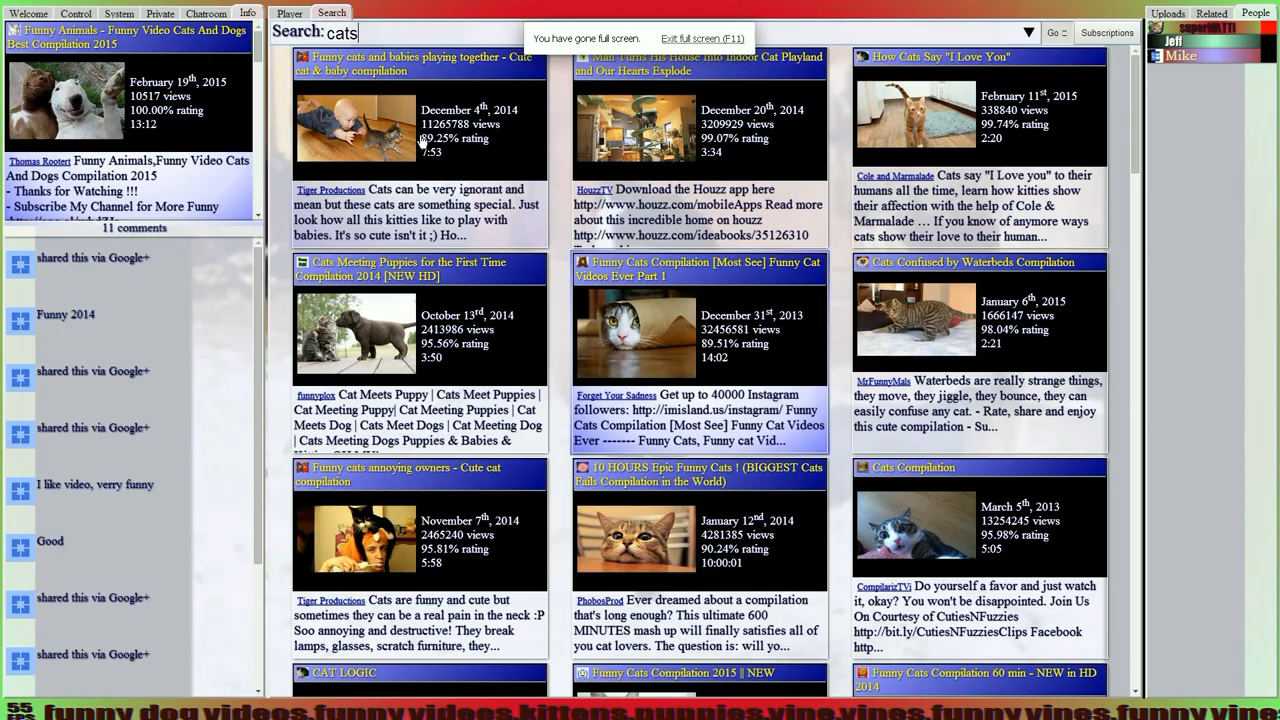 Welcome Control System Private Chatroom Info
Funny Animals - Funny Video Cats And Dogs
Best Compilation 2015
February 19th, 2015
10517 views
100.00% rating
13:12
Thomas Rootert Funny Animals,Funny Video Cats
And Dogs Compilation 2015
- Thanks for Watching !!!
- Subscribe My Channel for More Funny
11 comments
shared this via Google+
Funny 2014
shared this via Google+
shared this via Google+
I like video, verry funny
Good
shared this via Google+
shared this via Google+
Player Search
Search: cats
You have gone full screen. Exit full screen (F11)
Go ::
Subscriptions
Funny cats and babies playing together - Cute
cat & baby compilation
December 4th, 2014
11265788 views
89.25% rating
7:53
Tiger Productions Cats can be very ignorant and
mean but these cats are something special. Just
look how all this kitties like to play with
babies. It's so cute isn't it ;) Ho...
Man Turns His House Into Indoor Cat Playland
and Our Hearts Explode
December 20th, 2014
3209929 views
99.07% rating
3:34
HouzzTV Download the Houzz app here
http://www.houzz.com/mobileApps Read more
about this incredible home on houzz
http://www.houzz.com/ideabooks/35126310
How Cats Say "I Love You"
February 11st, 2015
338840 views
99.74% rating
2:20
Cole and Marmalade Cats say "I Love you" to their
humans all the time, learn how kitties show
their affection with the help of Cole &
Marmalade … If you know of anymore ways
cats show their love to their human...
Cats Meeting Puppies for the First Time
Compilation 2014 [NEW HD]
October 13rd, 2014
2413986 views
95.56% rating
3:50
funnyplox Cat Meets Puppy | Cats Meet Puppies |
Cat Meeting Puppy| Cat Meeting Puppies | Cat
Meets Dog | Cats Meet Dogs | Cat Meeting Dog
| Cats Meeting Dogs Puppies & Babies &
Funny Cats Compilation [Most See] Funny Cat
Videos Ever Part 1
December 31st, 2013
32456581 views
89.51% rating
14:02
Forget Your Sadness Get up to 40000 Instagram
followers: http://imisland.us/instagram/ Funny
Cats Compilation [Most See] Funny Cat Videos
Ever ------- Funny Cats, Funny cat Vid...
Cats Confused by Waterbeds Compilation
January 6th, 2015
1666147 views
98.04% rating
2:21
MrFunnyMals Waterbeds are really strange things,
they move, they jiggle, they bounce, they can
easily confuse any cat. - Rate, share and enjoy
this cute compilation - Su...
Funny cats annoying owners - Cute cat
compilation
November 7th, 2014
2465240 views
95.81% rating
5:58
Tiger Productions Cats are funny and cute but
sometimes they can be a real pain in the neck :P
Soo annoying and destructive! They break
lamps, glasses, scratch furniture, they...
10 HOURS Epic Funny Cats ! (BIGGEST Cats
Fails Compilation in the World)
January 12nd, 2014
4281385 views
90.24% rating
10:00:01
PhobosProd Ever dreamed about a compilation
that's long enough? This ultimate 600
MINUTES mash up will finally satisfies all of
you cat lovers. The question is: will yo...
Cats Compilation
March 5th, 2013
13254245 views
95.98% rating
5:05
CompilarizTVi Do yourself a favor and just watch
it, okay? You won't be disappointed. Join Us
On Courtesy of CutiesNFuzzies
http://bit.ly/CutiesNFuzziesClips Facebook
http...
CAT LOGIC
Funny Cats Compilation 2015 || NEW
Funny Cats Compilation 60 min - NEW in HD
2014
Uploads Related People
superWATTi
Jeff
Mike
55
funny dog videos,funny cat videos,kittens,puppies,vine,vines,funny vines,funny vine